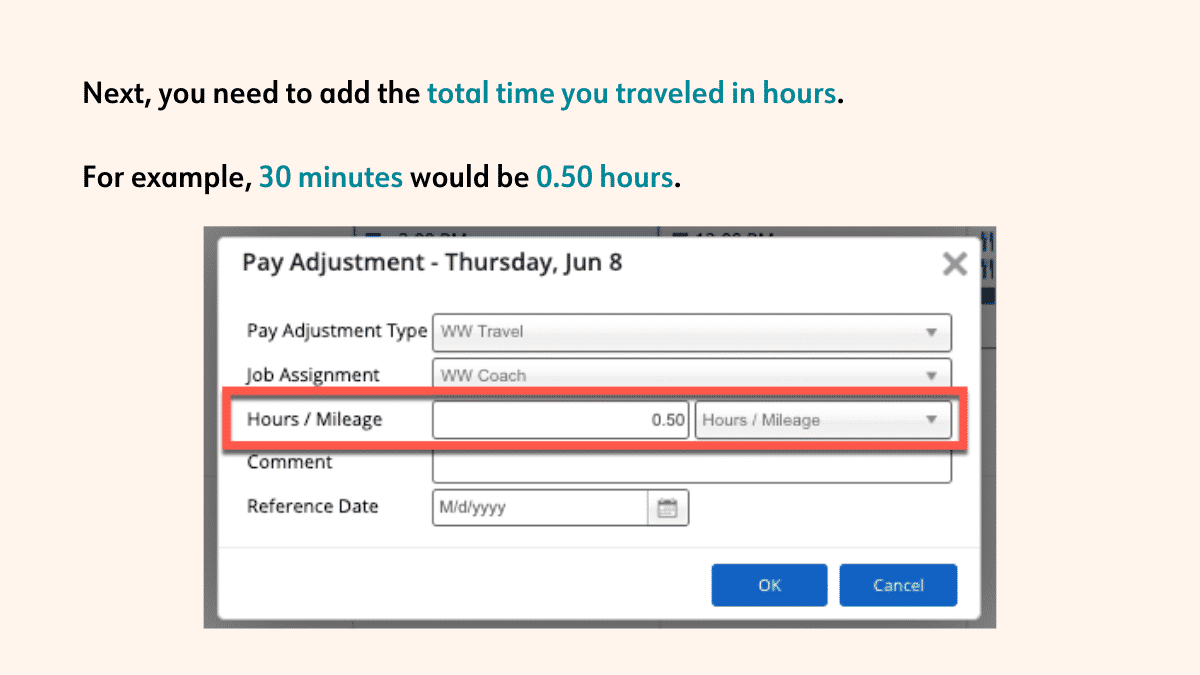 Next, you need to add the total time you traveled in hours.
For example, 30 minutes would be 0.50 hours.
Pay Adjustment - Thursday, Jun 8
Pay Adjustment Type WW Travel
Job Assignment WW Coach
Hours / Mileage 0.50 Hours / Mileage
Comment
Reference Date M/d/yyyy
OK Cancel